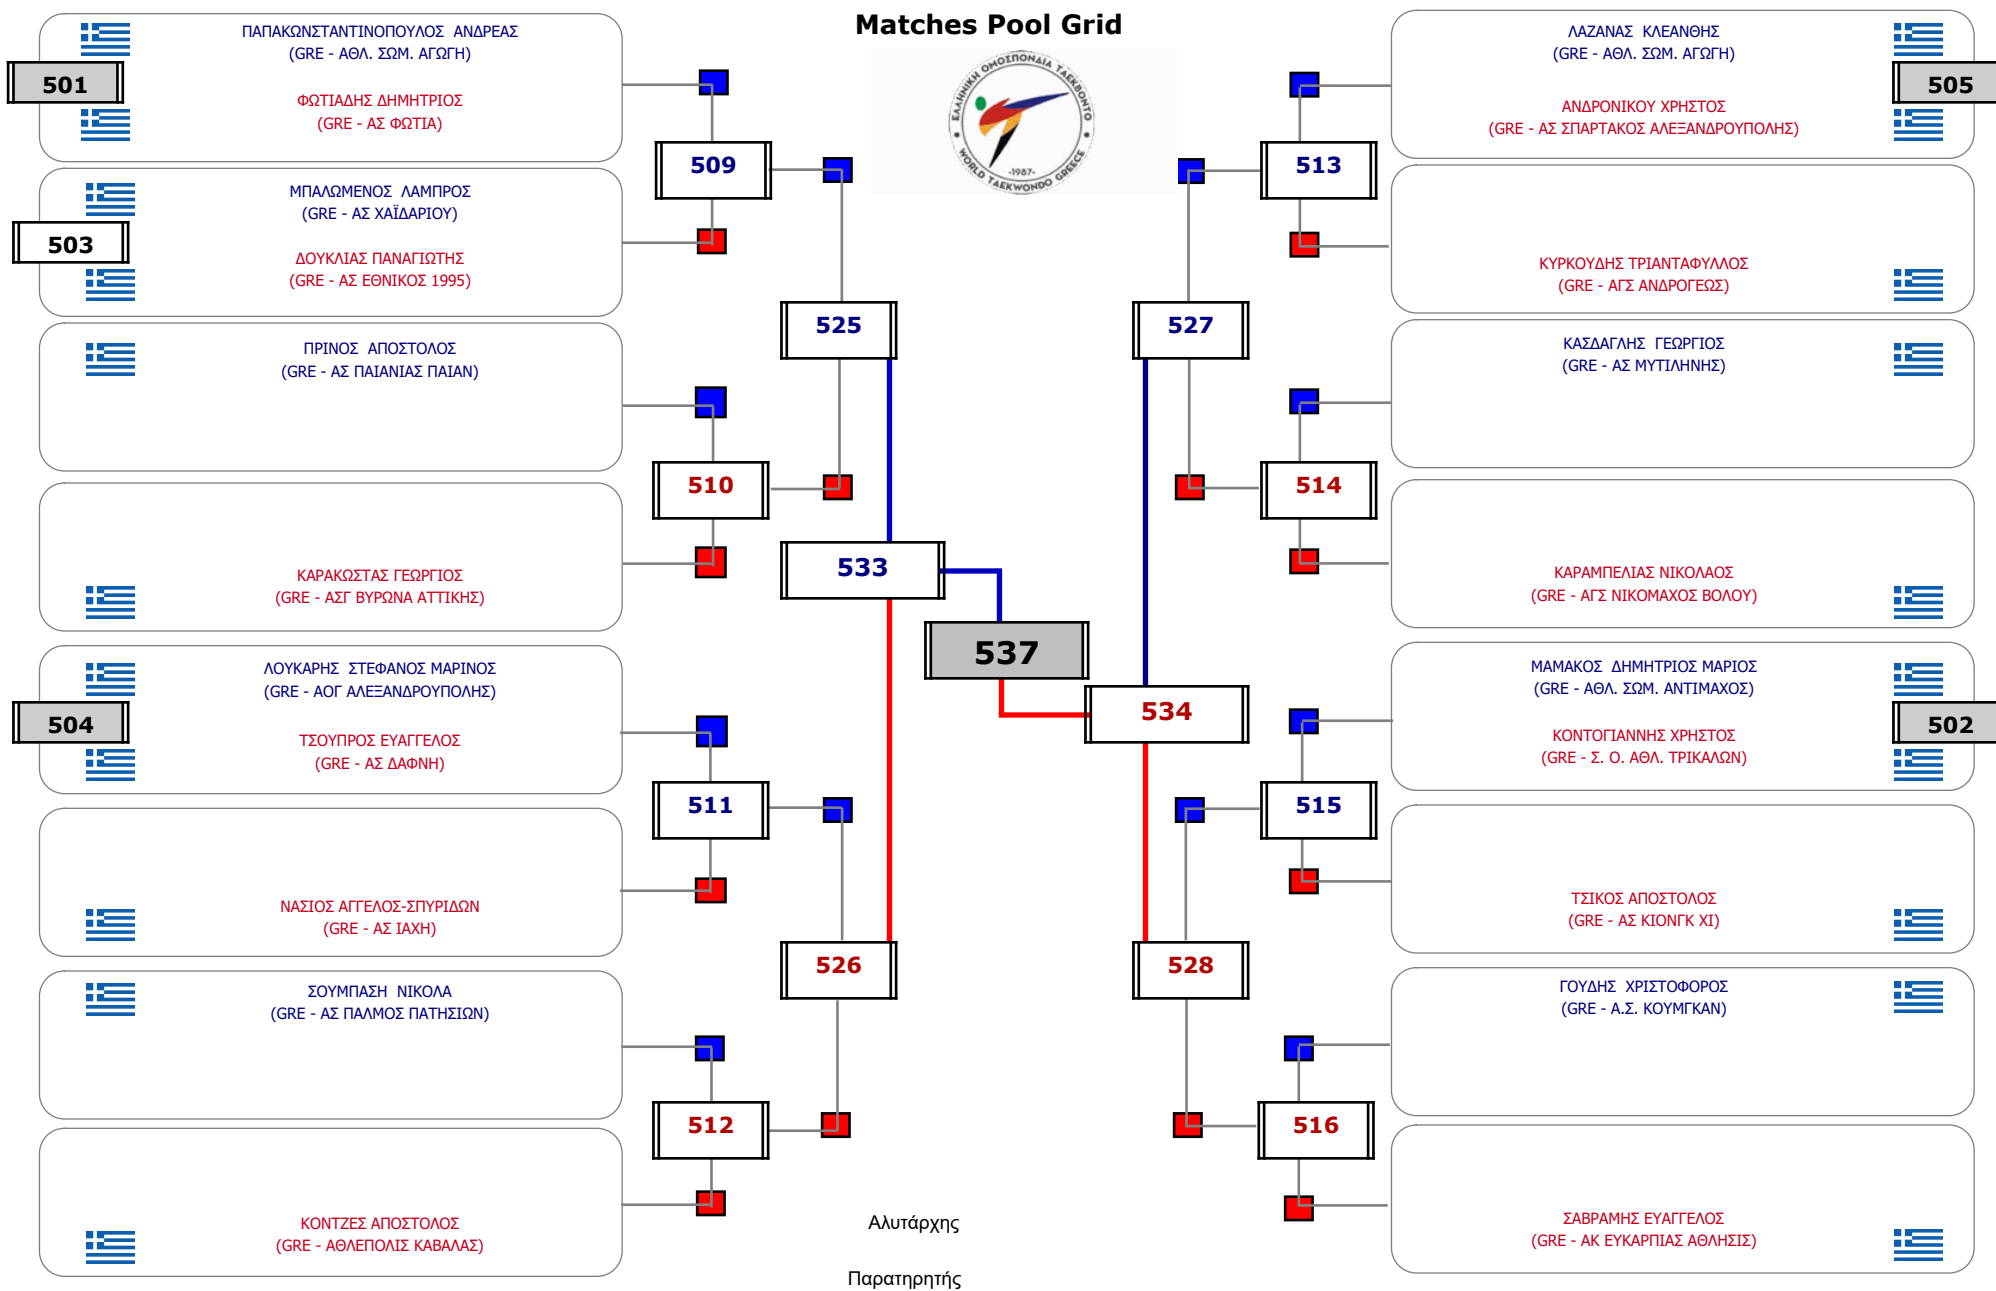 Matches Pool Grid
ΕΛΛΗΝΙΚΗ ΟΜΟΣΠΟΝΔΙΑ ΤΑΕΚΒΟΝΤΟ
-1987-
WORLD TAEKWONDO GREECE
501
ΠΑΠΑΚΩΝΣΤΑΝΤΙΝΟΠΟΥΛΟΣ ΑΝΔΡΕΑΣ
(GRE - ΑΘΛ. ΣΩΜ. ΑΓΩΓΗ)
ΦΩΤΙΑΔΗΣ ΔΗΜΗΤΡΙΟΣ
(GRE - ΑΣ ΦΩΤΙΑ)
503
ΜΠΑΛΩΜΕΝΟΣ ΛΑΜΠΡΟΣ
(GRE - ΑΣ ΧΑΪΔΑΡΙΟΥ)
ΔΟΥΚΛΙΑΣ ΠΑΝΑΓΙΩΤΗΣ
(GRE - ΑΣ ΕΘΝΙΚΟΣ 1995)
ΠΡΙΝΟΣ ΑΠΟΣΤΟΛΟΣ
(GRE - ΑΣ ΠΑΙΑΝΙΑΣ ΠΑΙΑΝ)
ΚΑΡΑΚΩΣΤΑΣ ΓΕΩΡΓΙΟΣ
(GRE - ΑΣΓ ΒΥΡΩΝΑ ΑΤΤΙΚΗΣ)
504
ΛΟΥΚΑΡΗΣ ΣΤΕΦΑΝΟΣ ΜΑΡΙΝΟΣ
(GRE - ΑΟΓ ΑΛΕΞΑΝΔΡΟΥΠΟΛΗΣ)
ΤΣΟΥΠΡΟΣ ΕΥΑΓΓΕΛΟΣ
(GRE - ΑΣ ΔΑΦΝΗ)
ΝΑΣΙΟΣ ΑΓΓΕΛΟΣ-ΣΠΥΡΙΔΩΝ
(GRE - ΑΣ ΙΑΧΗ)
ΣΟΥΜΠΑΣΗ ΝΙΚΟΛΑ
(GRE - ΑΣ ΠΑΛΜΟΣ ΠΑΤΗΣΙΩΝ)
ΚΟΝΤΖΕΣ ΑΠΟΣΤΟΛΟΣ
(GRE - ΑΘΛΕΠΟΛΙΣ ΚΑΒΑΛΑΣ)
509
510
511
512
525
526
533
537
534
527
528
513
514
515
516
ΛΑΖΑΝΑΣ ΚΛΕΑΝΘΗΣ
(GRE - ΑΘΛ. ΣΩΜ. ΑΓΩΓΗ)
505
ΑΝΔΡΟΝΙΚΟΥ ΧΡΗΣΤΟΣ
(GRE - ΑΣ ΣΠΑΡΤΑΚΟΣ ΑΛΕΞΑΝΔΡΟΥΠΟΛΗΣ)
ΚΥΡΚΟΥΔΗΣ ΤΡΙΑΝΤΑΦΥΛΛΟΣ
(GRE - ΑΓΣ ΑΝΔΡΟΓΕΩΣ)
ΚΑΣΔΑΓΛΗΣ ΓΕΩΡΓΙΟΣ
(GRE - ΑΣ ΜΥΤΙΛΗΝΗΣ)
ΚΑΡΑΜΠΕΛΙΑΣ ΝΙΚΟΛΑΟΣ
(GRE - ΑΓΣ ΝΙΚΟΜΑΧΟΣ ΒΟΛΟΥ)
ΜΑΜΑΚΟΣ ΔΗΜΗΤΡΙΟΣ ΜΑΡΙΟΣ
(GRE - ΑΘΛ. ΣΩΜ. ΑΝΤΙΜΑΧΟΣ)
502
ΚΟΝΤΟΓΙΑΝΝΗΣ ΧΡΗΣΤΟΣ
(GRE - Σ. Ο. ΑΘΛ. ΤΡΙΚΑΛΩΝ)
ΤΣΙΚΟΣ ΑΠΟΣΤΟΛΟΣ
(GRE - ΑΣ ΚΙΟΝΓΚ ΧΙ)
ΓΟΥΔΗΣ ΧΡΙΣΤΟΦΟΡΟΣ
(GRE - Α.Σ. ΚΟΥΜΓΚΑΝ)
ΣΑΒΡΑΜΗΣ ΕΥΑΓΓΕΛΟΣ
(GRE - ΑΚ ΕΥΚΑΡΠΙΑΣ ΑΘΛΗΣΙΣ)
Αλυτάρχης
Παρατηρητής